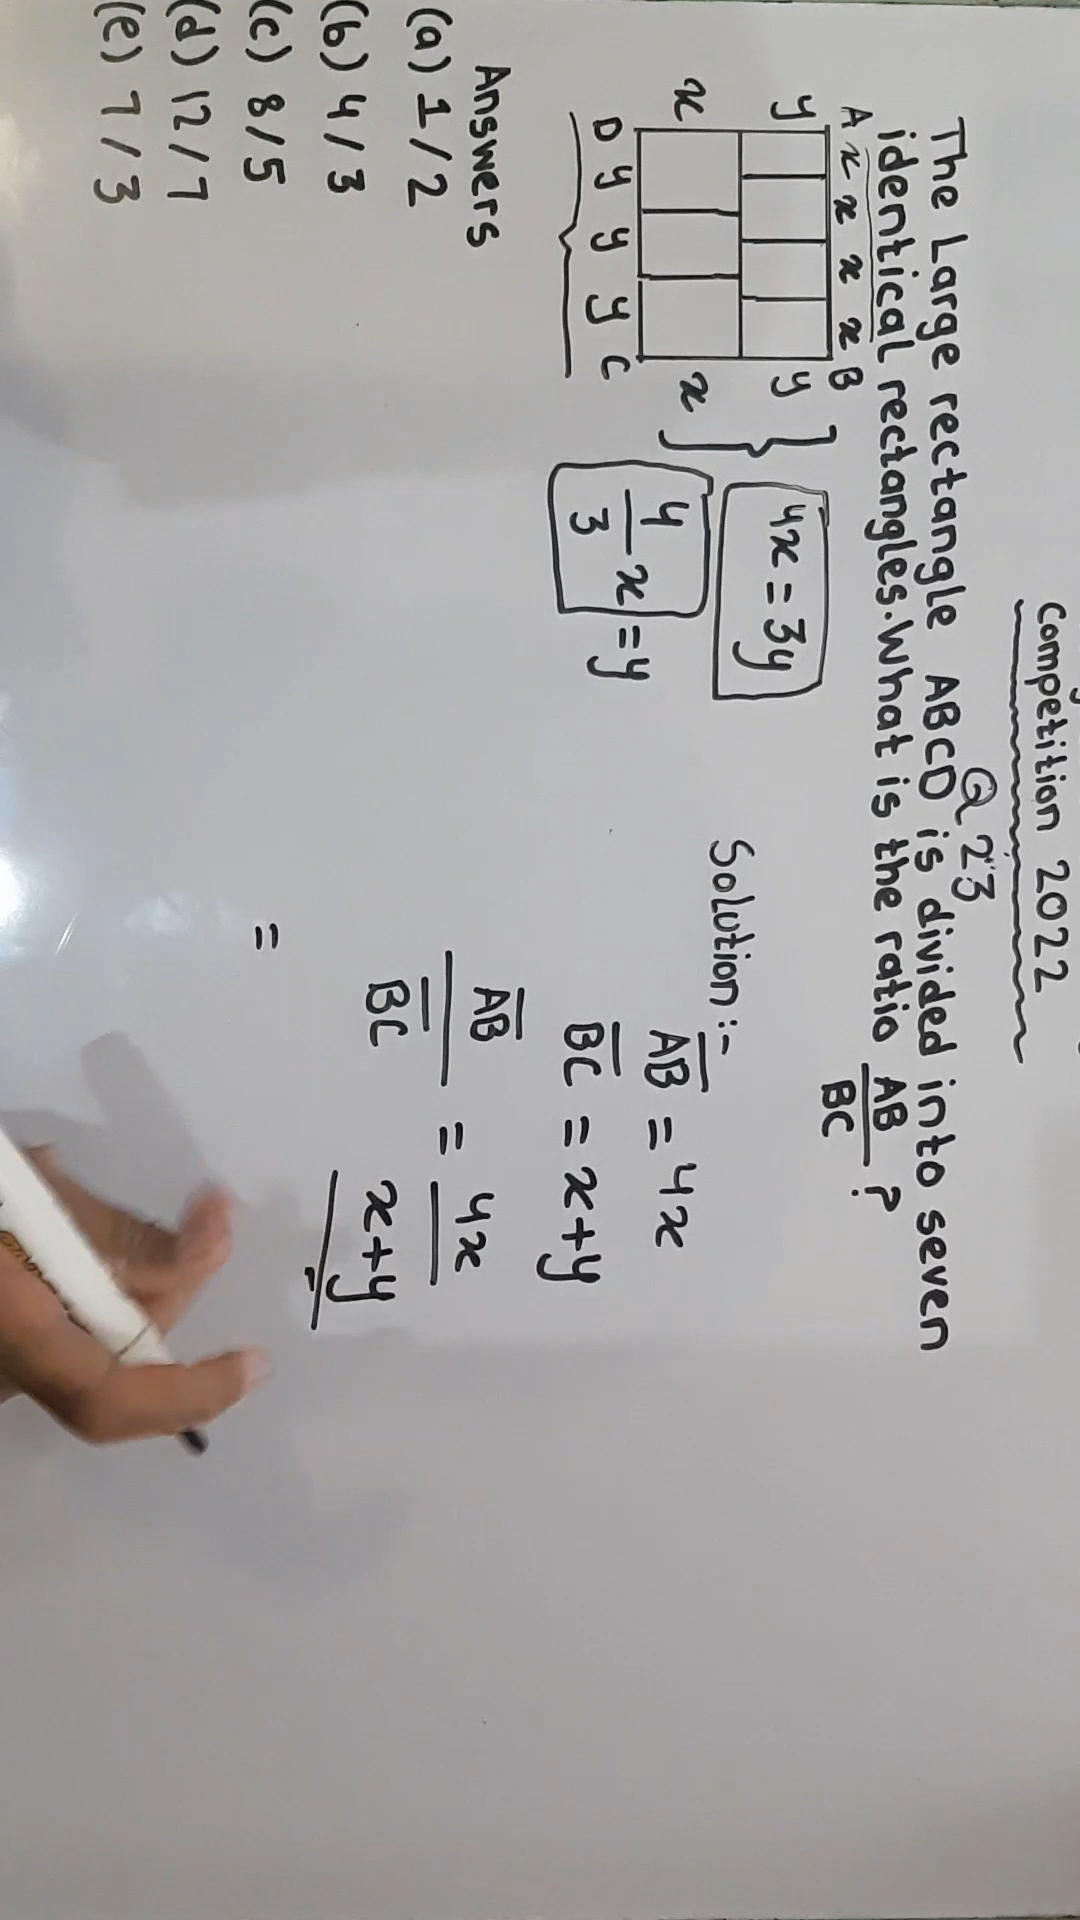 Competition 2022
Q 23
The Large rectangle ABCD is divided into seven
identical rectangles. What is the ratio AB/BC ?
A x x x x B
y y
x x
D y y y C
4x = 3y
4/3 x = y
Solution :-
AB = 4x
BC = x+y
AB/BC = 4x/x+y
=
Answers
(a) 1/2
(b) 4/3
(c) 8/5
(d) 12/7
(e) 7/3